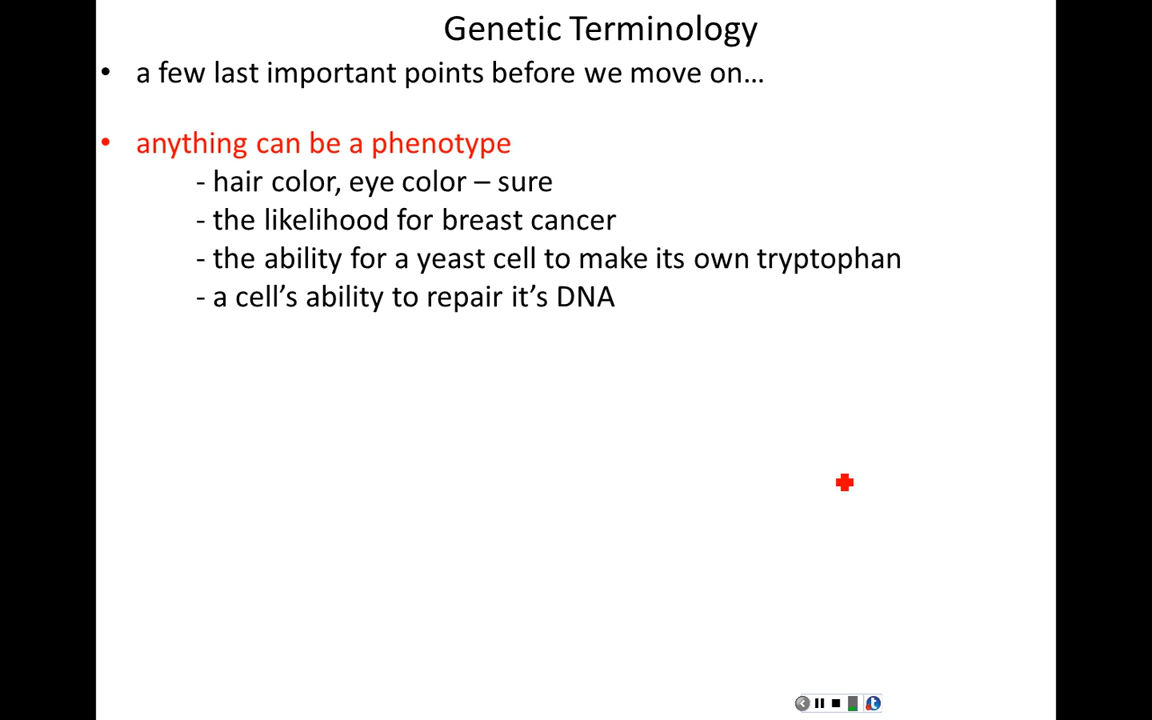 Genetic Terminology
• a few last important points before we move on…
• anything can be a phenotype
- hair color, eye color – sure
- the likelihood for breast cancer
- the ability for a yeast cell to make its own tryptophan
- a cell’s ability to repair it’s DNA